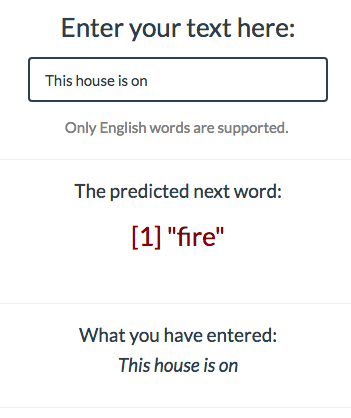 Enter your text here:
This house is on
Only English words are supported.
The predicted next word:
[1] "fire"
What you have entered:
This house is on